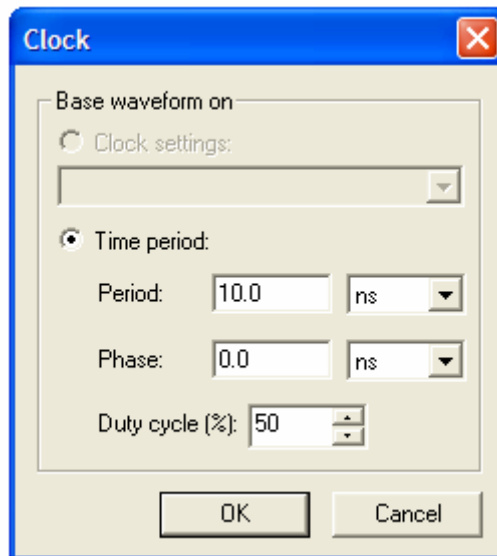 Clock
Base waveform on
Clock settings:
Time period:
Period: 10.0 ns
Phase: 0.0 ns
Duty cycle (%): 50
OK Cancel